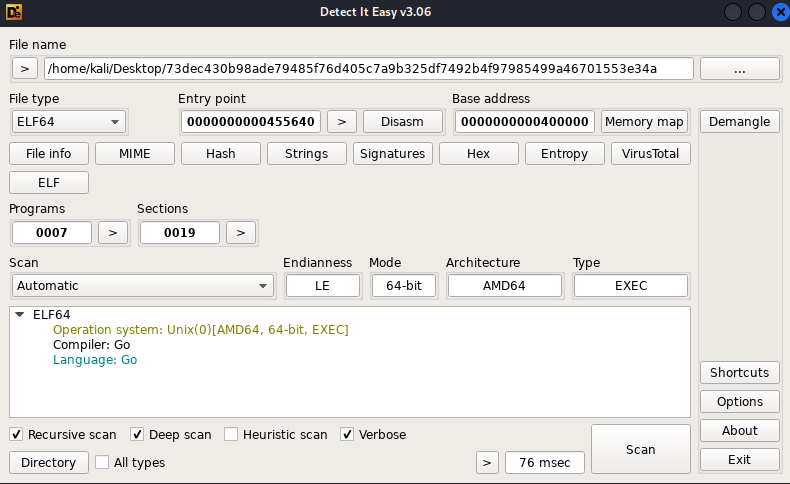 Detect It Easy v3.06
File name
> /home/kali/Desktop/73dec430b98ade79485f76d405c7a9b325df7492b4f97985499a46701553e34a ...
File type Entry point Base address
ELF64 0000000000455640 > Disasm 0000000000400000 Memory map Demangle
File info MIME Hash Strings Signatures Hex Entropy VirusTotal
ELF
Programs Sections
0007 > 0019 >
Scan Endianness Mode Architecture Type
Automatic LE 64-bit AMD64 EXEC
ELF64
Operation system: Unix(0)[AMD64, 64-bit, EXEC]
Compiler: Go
Language: Go
Shortcuts
Options
Recursive scan Deep scan Heuristic scan Verbose Scan About
Directory All types > 76 msec Exit